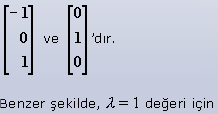 [-1 0 1] ve [0 1 0] 'dır.
Benzer şekilde, λ = 1 değeri için